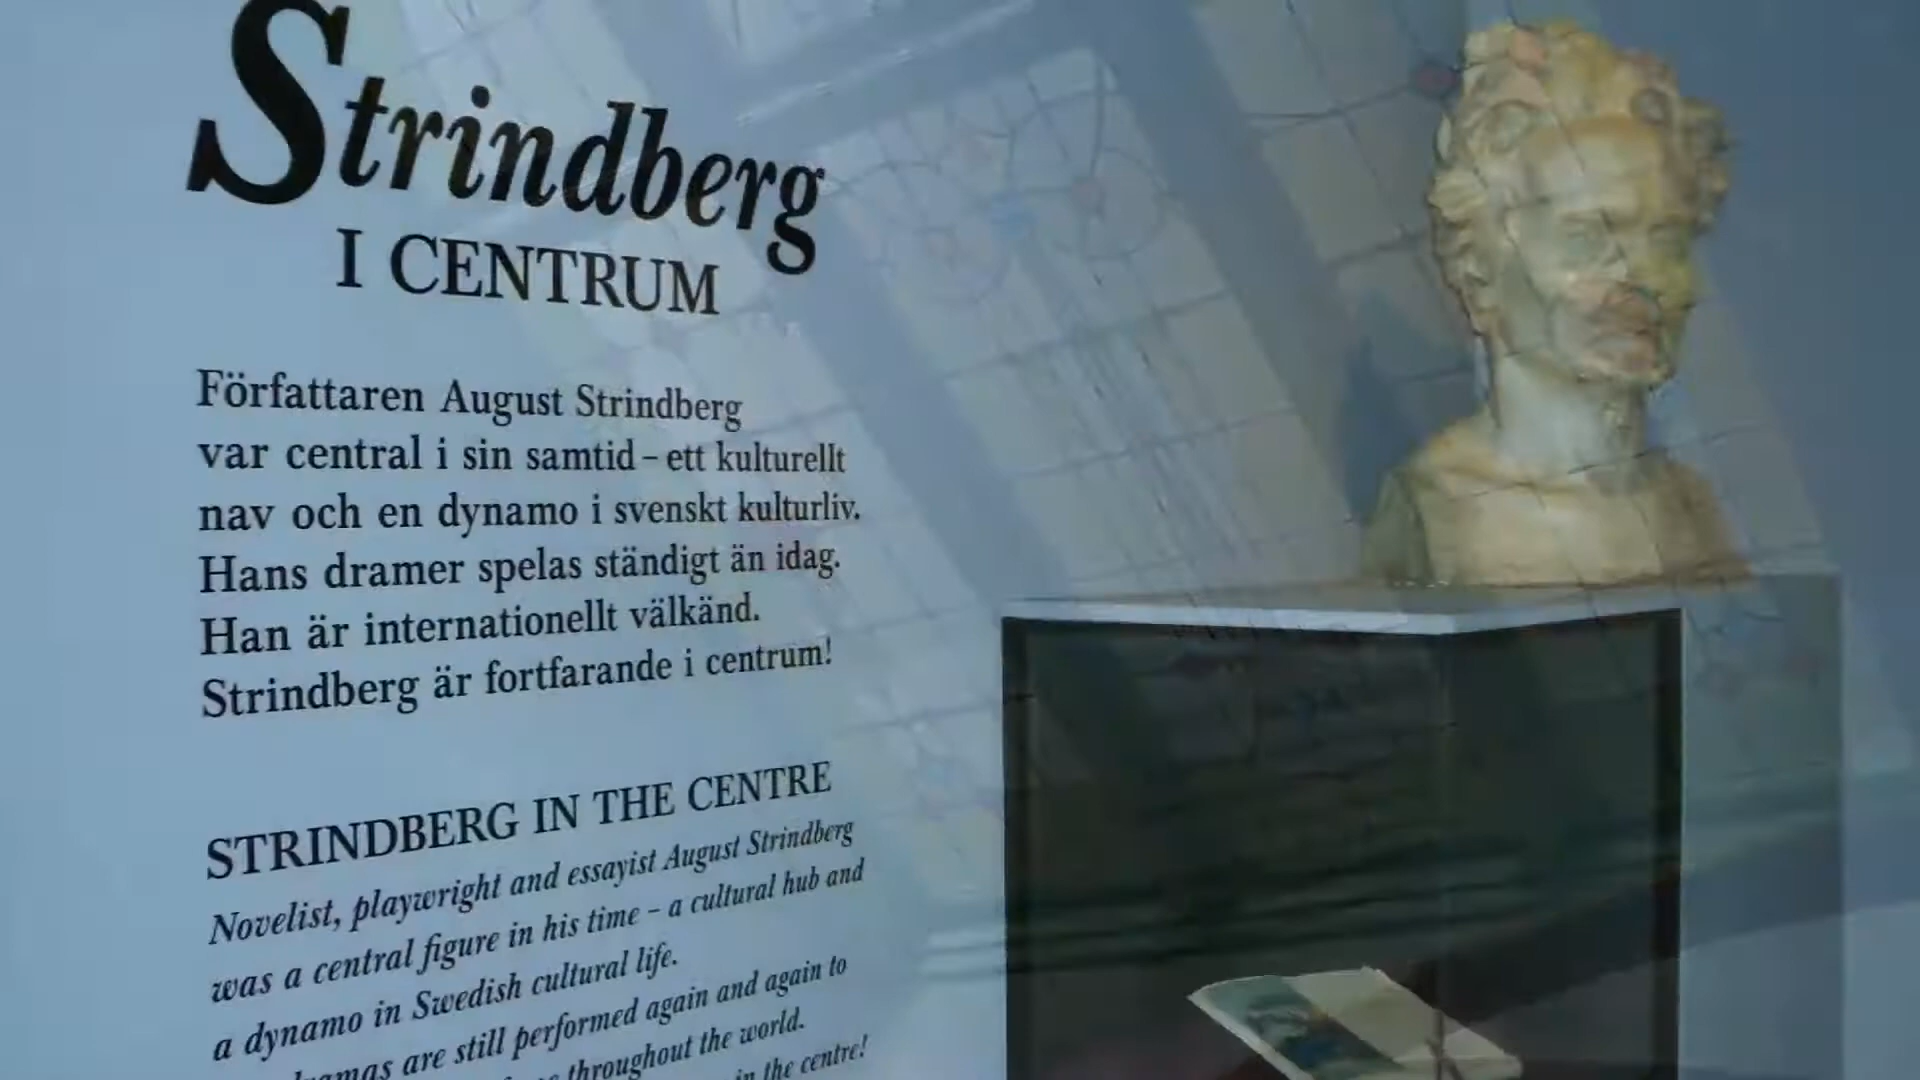 Strindberg
I CENTRUM
Författaren August Strindberg
var central i sin samtid – ett kulturellt
nav och en dynamo i svenskt kulturliv.
Hans dramer spelas ständigt än idag.
Han är internationellt välkänd.
Strindberg är fortfarande i centrum!
STRINDBERG IN THE CENTRE
Novelist, playwright and essayist August Strindberg
was a central figure in his time – a cultural hub and
a dynamo in Swedish cultural life.
are still performed again and again to
throughout the world.
in the centre!